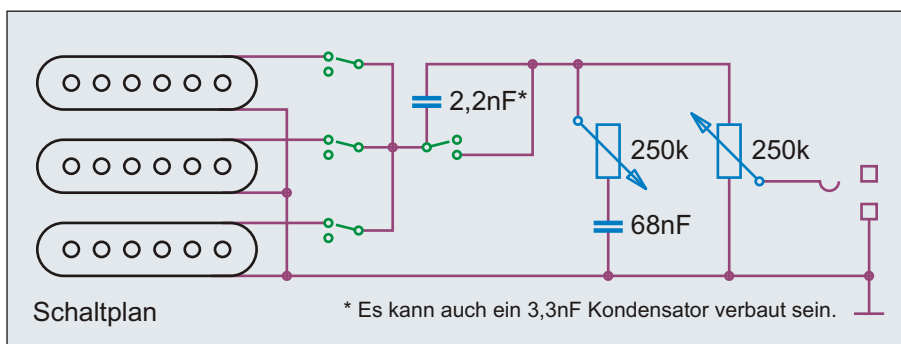 2,2nF*
250k
250k
68nF
Schaltplan
* Es kann auch ein 3,3nF Kondensator verbaut sein.